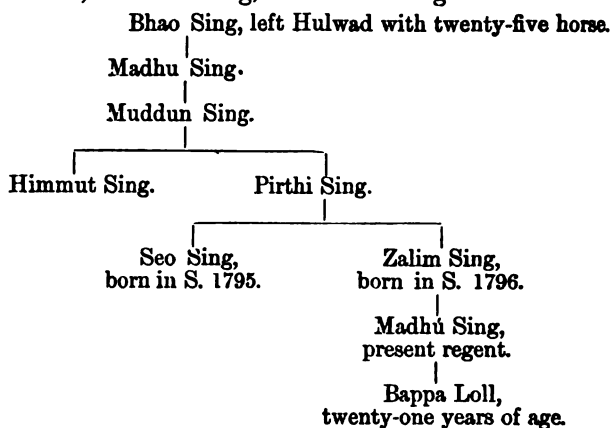 Bhao Sing, left Hulwad with twenty-five horse.
Madhu Sing.
Muddun Sing.
Himmut Sing. Pirthi Sing.
Seo Sing, Zalim Sing,
born in S. 1795. born in S. 1796.
Madhú Sing,
present regent.
Bappa Loll,
twenty-one years of age.